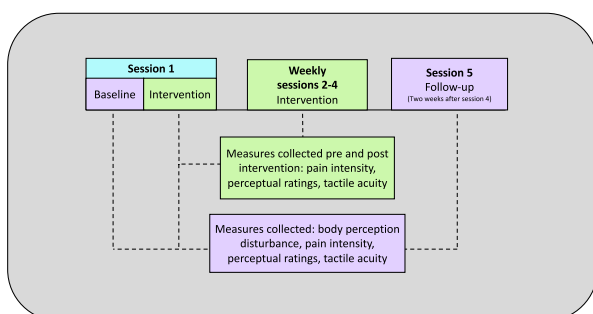 Session 1
Baseline
Intervention
Weekly
sessions 2-4
Intervention
Session 5
Follow-up
(Two weeks after session 4)
Measures collected pre and post
intervention: pain intensity,
perceptual ratings, tactile acuity
Measures collected: body perception
disturbance, pain intensity,
perceptual ratings, tactile acuity